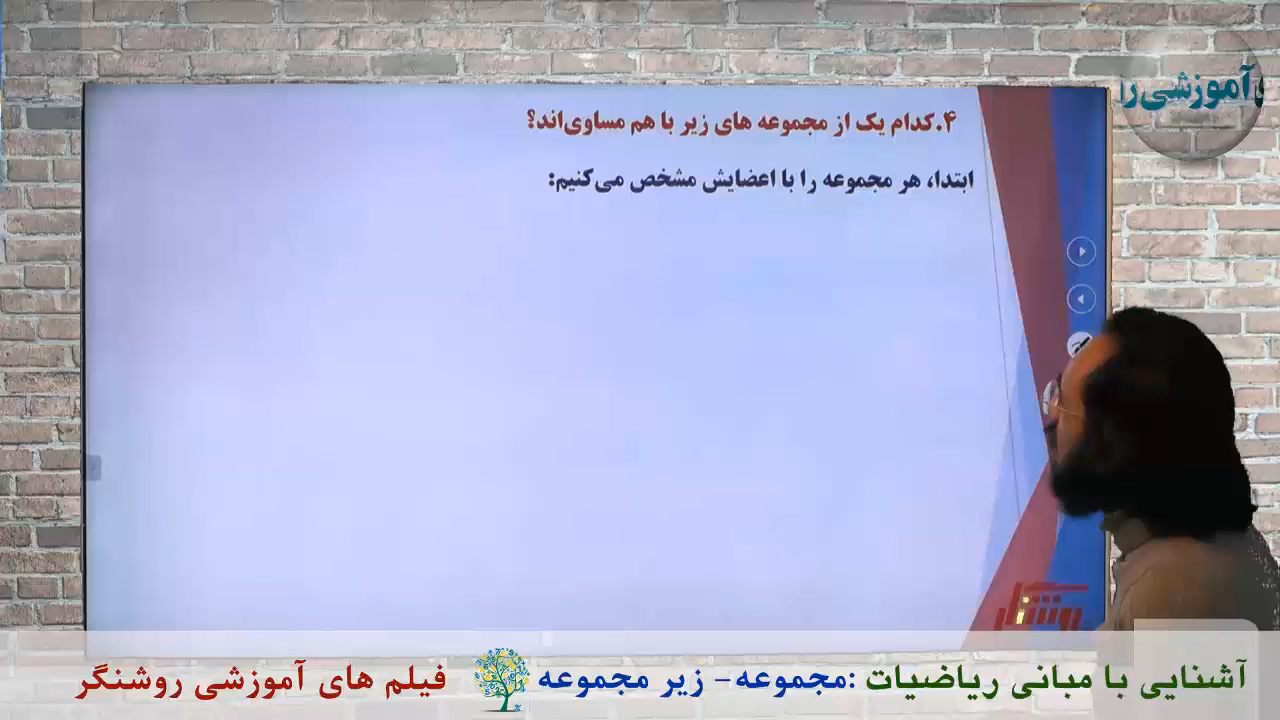 آموزشی را
۴.کدام یک از مجموعه های زیر با هم مساوی‌اند؟
ابتدا، هر مجموعه را با اعضایش مشخص می‌کنیم:
روشنگر
آشنایی با مبانی ریاضیات :مجموعه- زیر مجموعه فیلم های آموزشی روشنگر